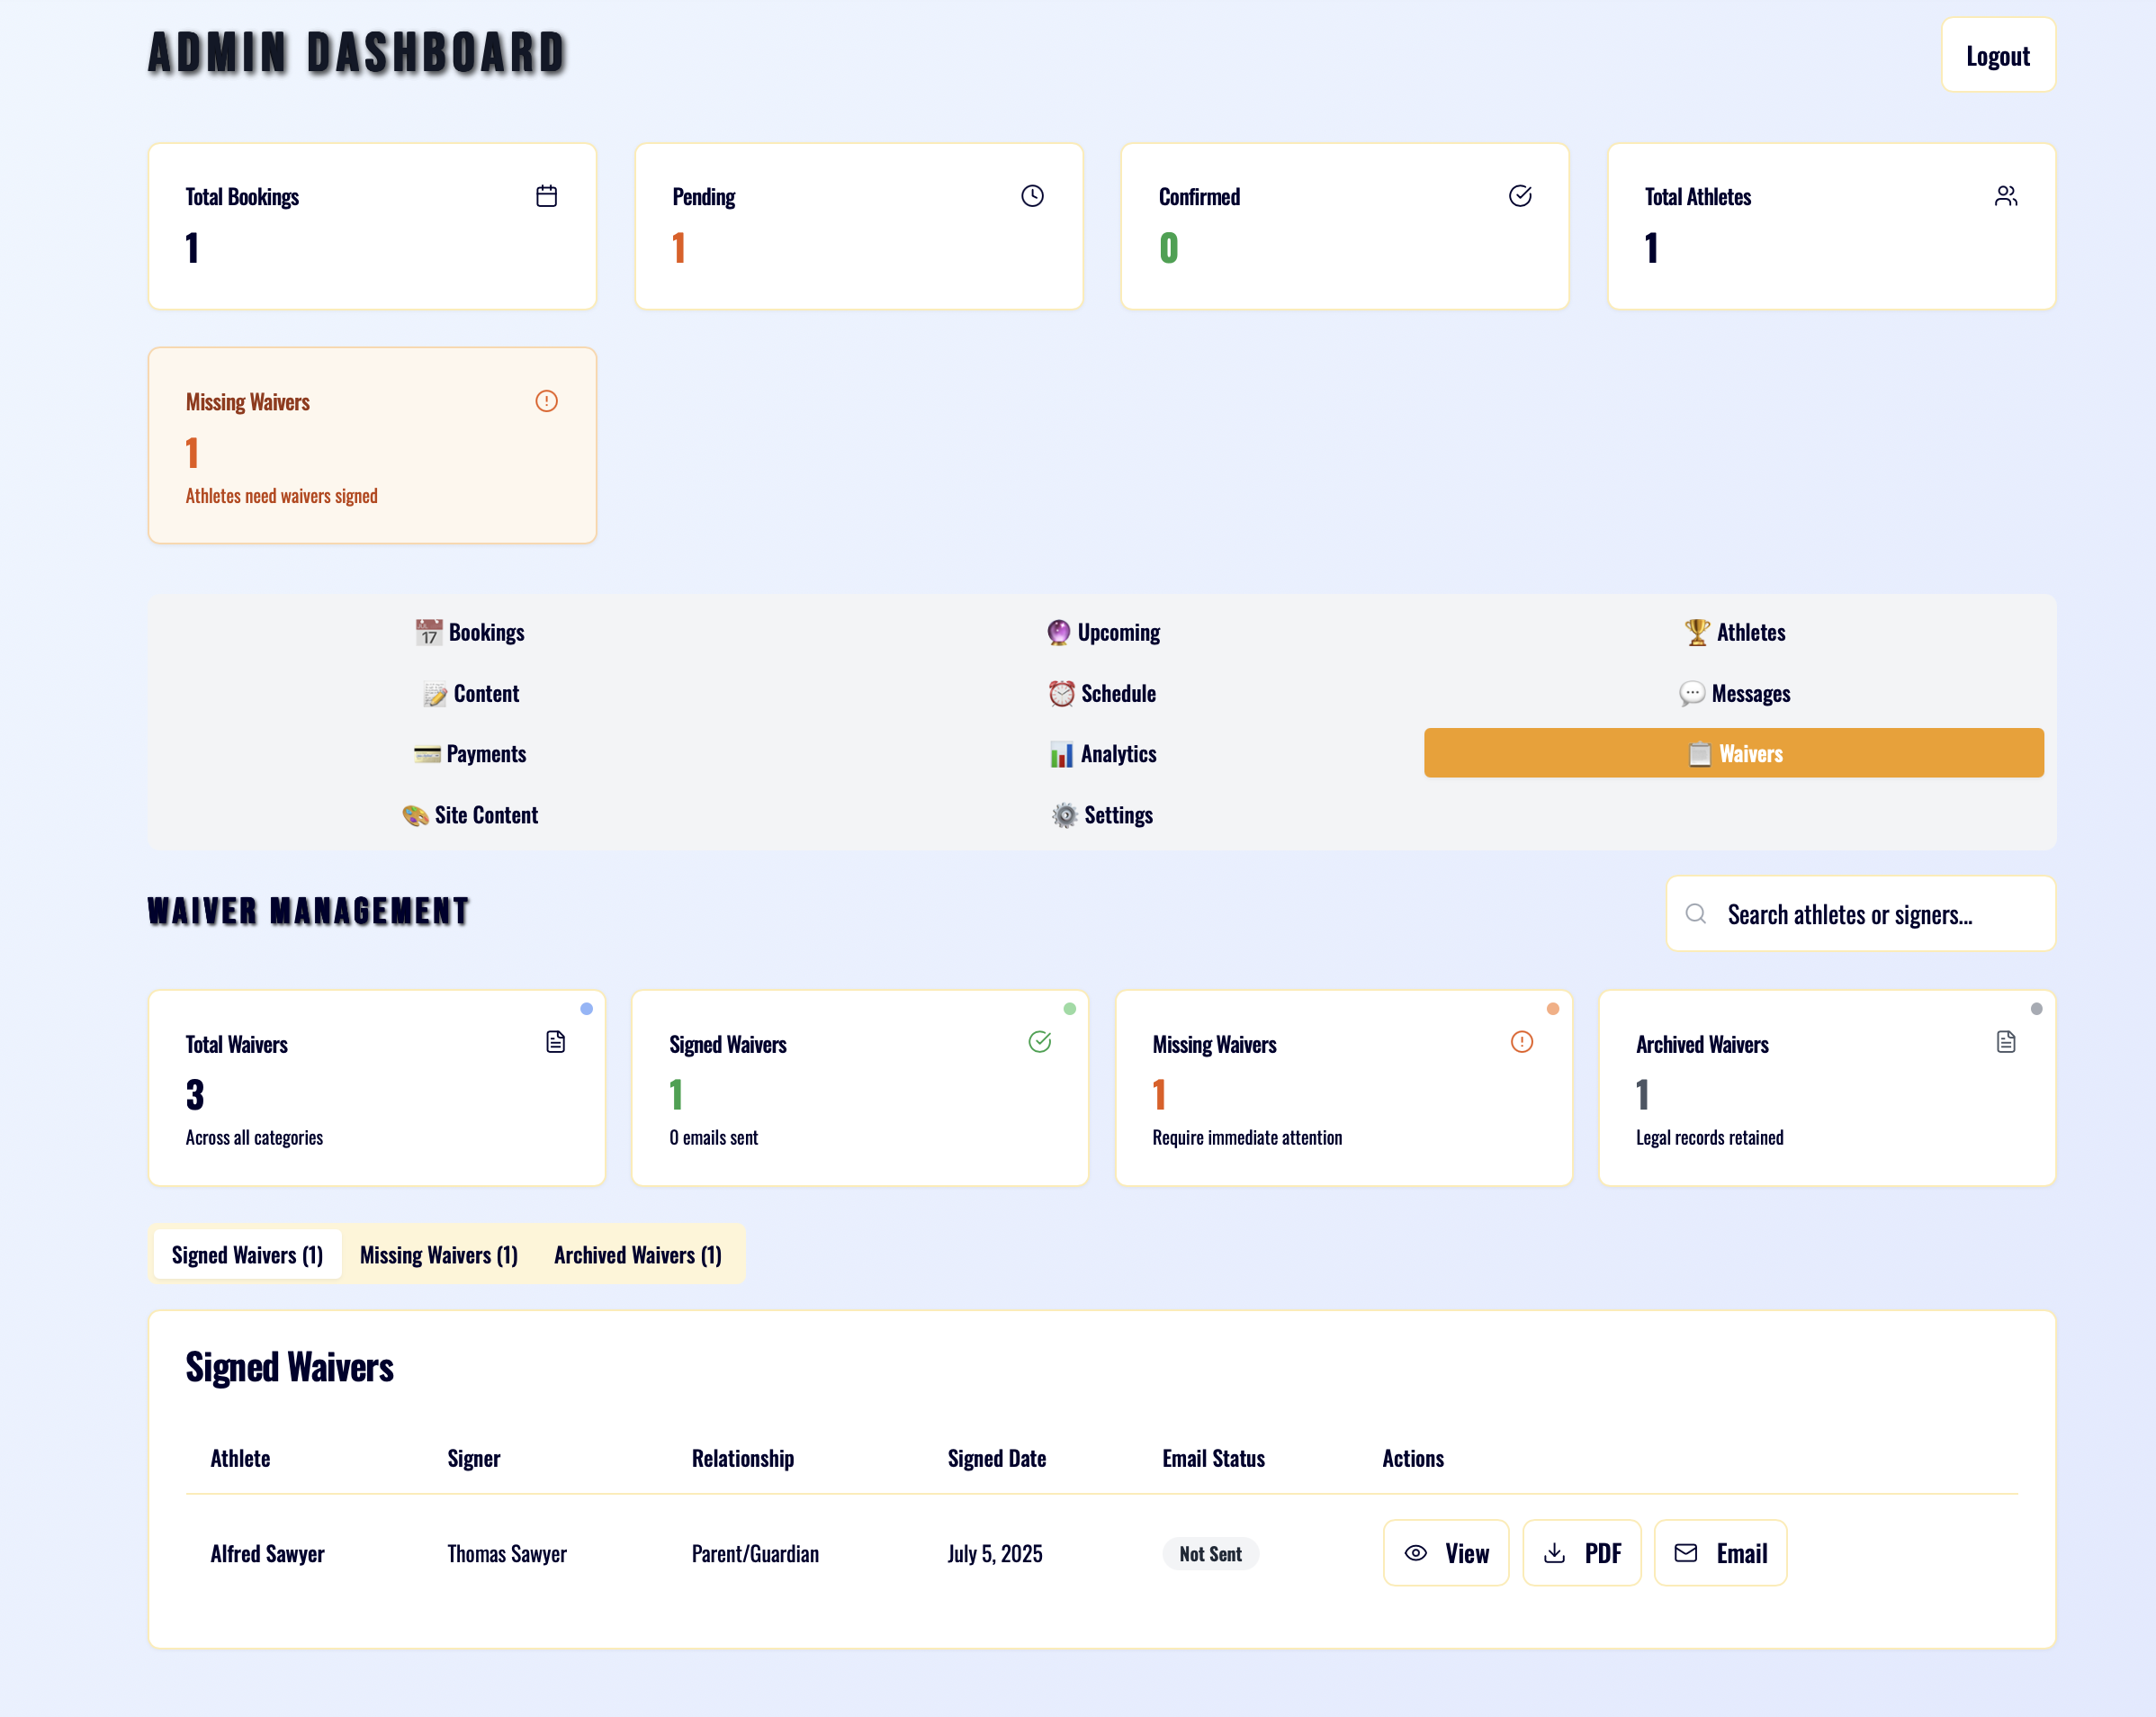 ADMIN DASHBOARD
Logout
Total Bookings
1
Pending
1
Confirmed
0
Total Athletes
1
Missing Waivers
1
Athletes need waivers signed
17 Bookings
Upcoming
Athletes
Content
Schedule
Messages
Payments
Analytics
Waivers
Site Content
Settings
WAIVER MANAGEMENT
Search athletes or signers...
Total Waivers
3
Across all categories
Signed Waivers
1
0 emails sent
Missing Waivers
1
Require immediate attention
Archived Waivers
1
Legal records retained
Signed Waivers (1) Missing Waivers (1) Archived Waivers (1)
Signed Waivers
Athlete Signer Relationship Signed Date Email Status Actions
Alfred Sawyer Thomas Sawyer Parent/Guardian July 5, 2025 Not Sent View PDF Email